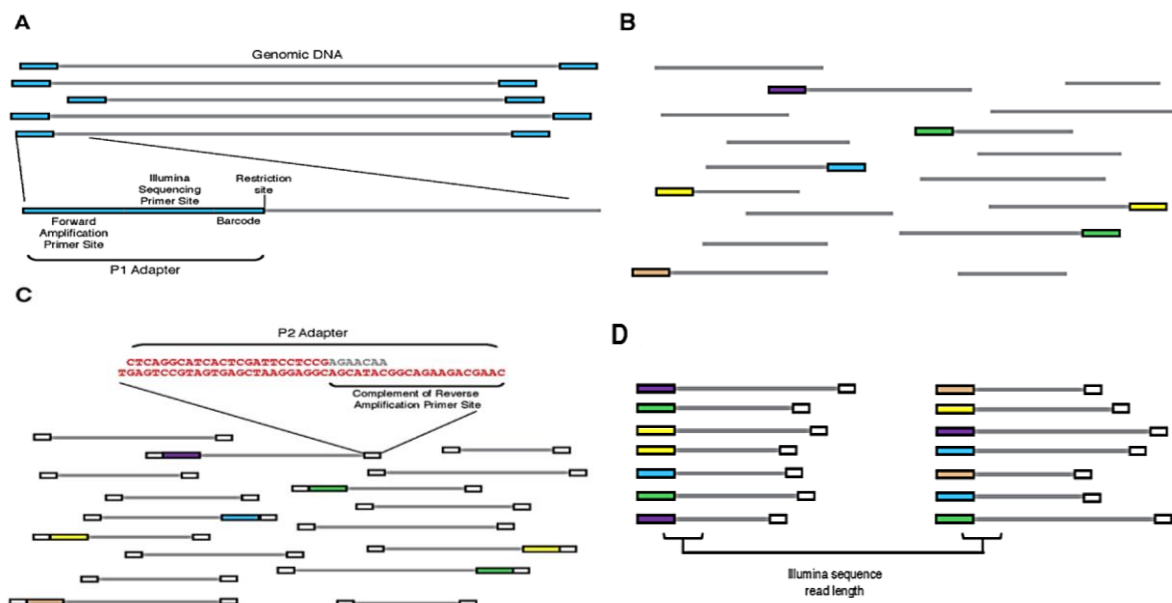 A
Genomic DNA
Illumina
Sequencing
Primer Site
Restriction
site
Forward
Amplification
Primer Site
Barcode
P1 Adapter
B
C
P2 Adapter
CTCAGGCATCACTCGATTCCTCCGAGAACAA
TGAGTCCGTAGTGAGCTAAGGAGGCAGCATACGGCAGAAGACGAAC
Complement of Reverse
Amplification Primer Site
D
Illumina sequence
read length